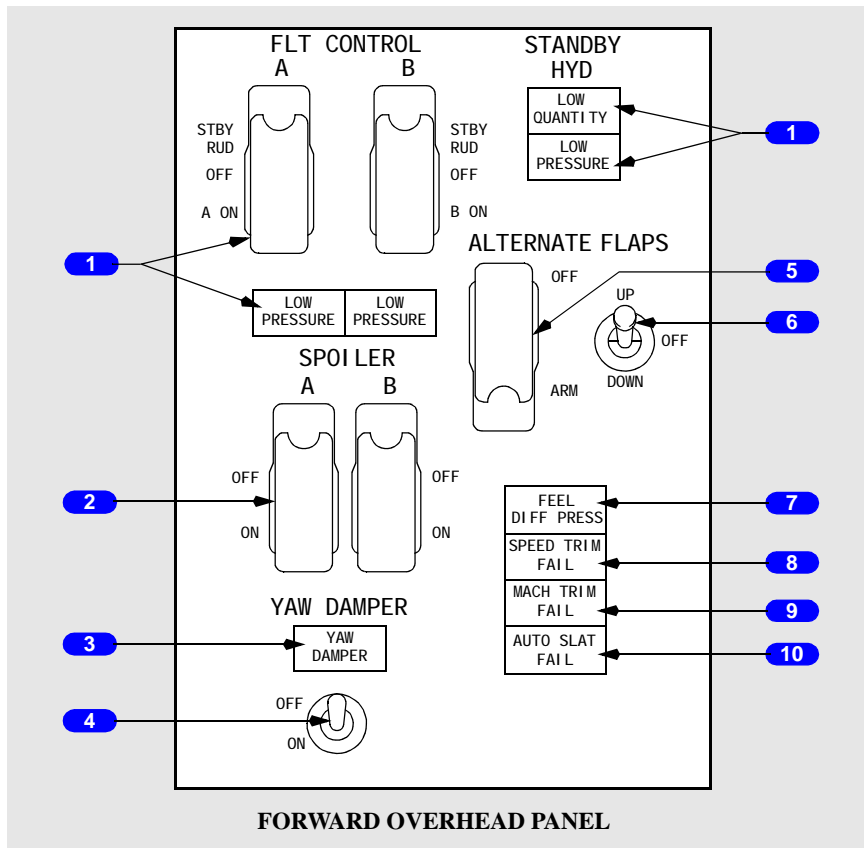 FLT CONTROL
A B
STBY RUD
OFF
A ON
STBY RUD
OFF
B ON
STANDBY
HYD
LOW
QUANTITY
LOW
PRESSURE
1
1
LOW
PRESSURE
LOW
PRESSURE
ALTERNATE FLAPS
OFF
ARM
UP
OFF
DOWN
5
6
SPOILER
A B
OFF
ON
OFF
ON
2
FEEL
DIFF PRESS
7
SPEED TRIM
FAIL
8
MACH TRIM
FAIL
9
AUTO SLAT
FAIL
10
YAW DAMPER
YAW
DAMPER
3
OFF
ON
4
FORWARD OVERHEAD PANEL